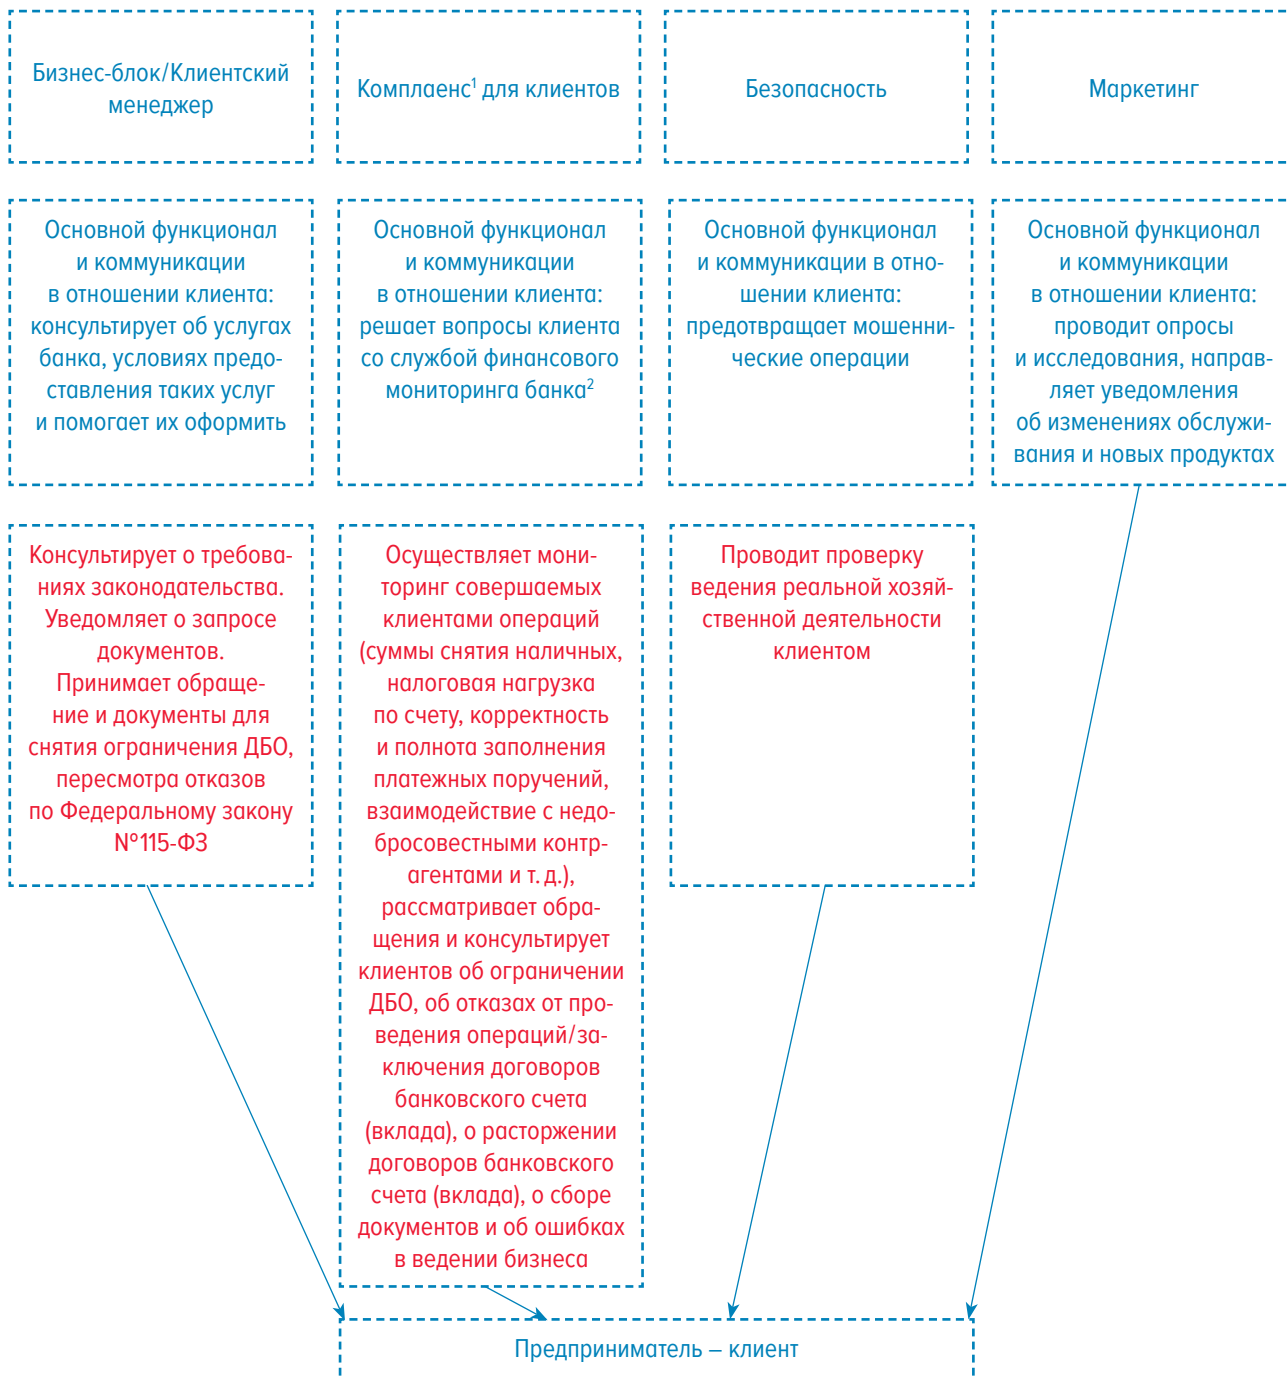 Бизнес-блок/Клиентский
менеджер
Комплаенс¹ для клиентов
Безопасность
Маркетинг
Основной функционал
и коммуникации
в отношении клиента:
консультирует об услугах
банка, условиях предо-
ставления таких услуг
и помогает их оформить
Основной функционал
и коммуникации
в отношении клиента:
решает вопросы клиента
со службой финансового
мониторинга банка²
Основной функционал
и коммуникации в отно-
шении клиента:
предотвращает мошенни-
ческие операции
Основной функционал
и коммуникации
в отношении клиента:
проводит опросы
и исследования, направ-
ляет уведомления
об изменениях обслужи-
вания и новых продуктах
Консультирует о требова-
ниях законодательства.
Уведомляет о запросе
документов.
Принимает обраще-
ние и документы для
снятия ограничения ДБО,
пересмотра отказов
по Федеральному закону
№115-ФЗ
Осуществляет мони-
торинг совершаемых
клиентами операций
(суммы снятия наличных,
налоговая нагрузка
по счету, корректность
и полнота заполнения
платежных поручений,
взаимодействие с недо-
бросовестными контр-
агентами и т. д.),
рассматривает обра-
щения и консультирует
клиентов об ограничении
ДБО, об отказах от про-
ведения операций/за-
ключения договоров
банковского счета
(вклада), о расторжении
договоров банковского
счета (вклада), о сборе
документов и об ошибках
в ведении бизнеса
Проводит проверку
ведения реальной хозяй-
ственной деятельности
клиентом
Предприниматель – клиент